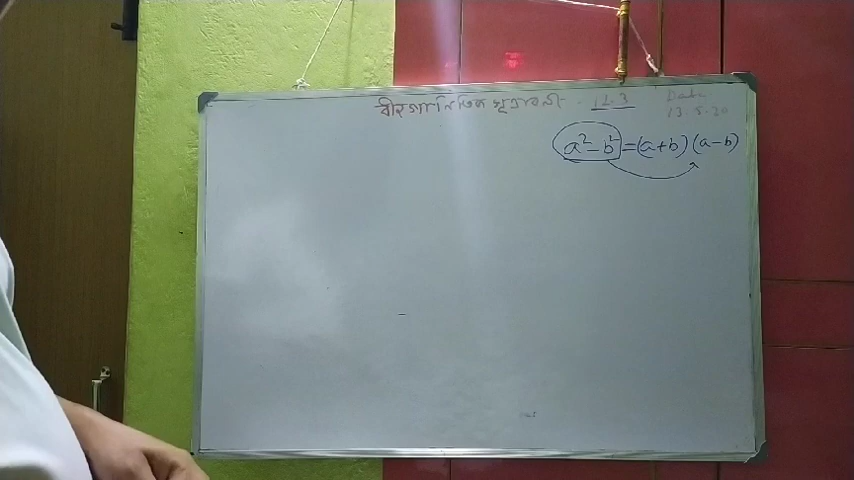 বীজগানিতিক সূত্রাবলী - 12.3
Date
13.5.20
a² - b² = (a+b)(a-b)